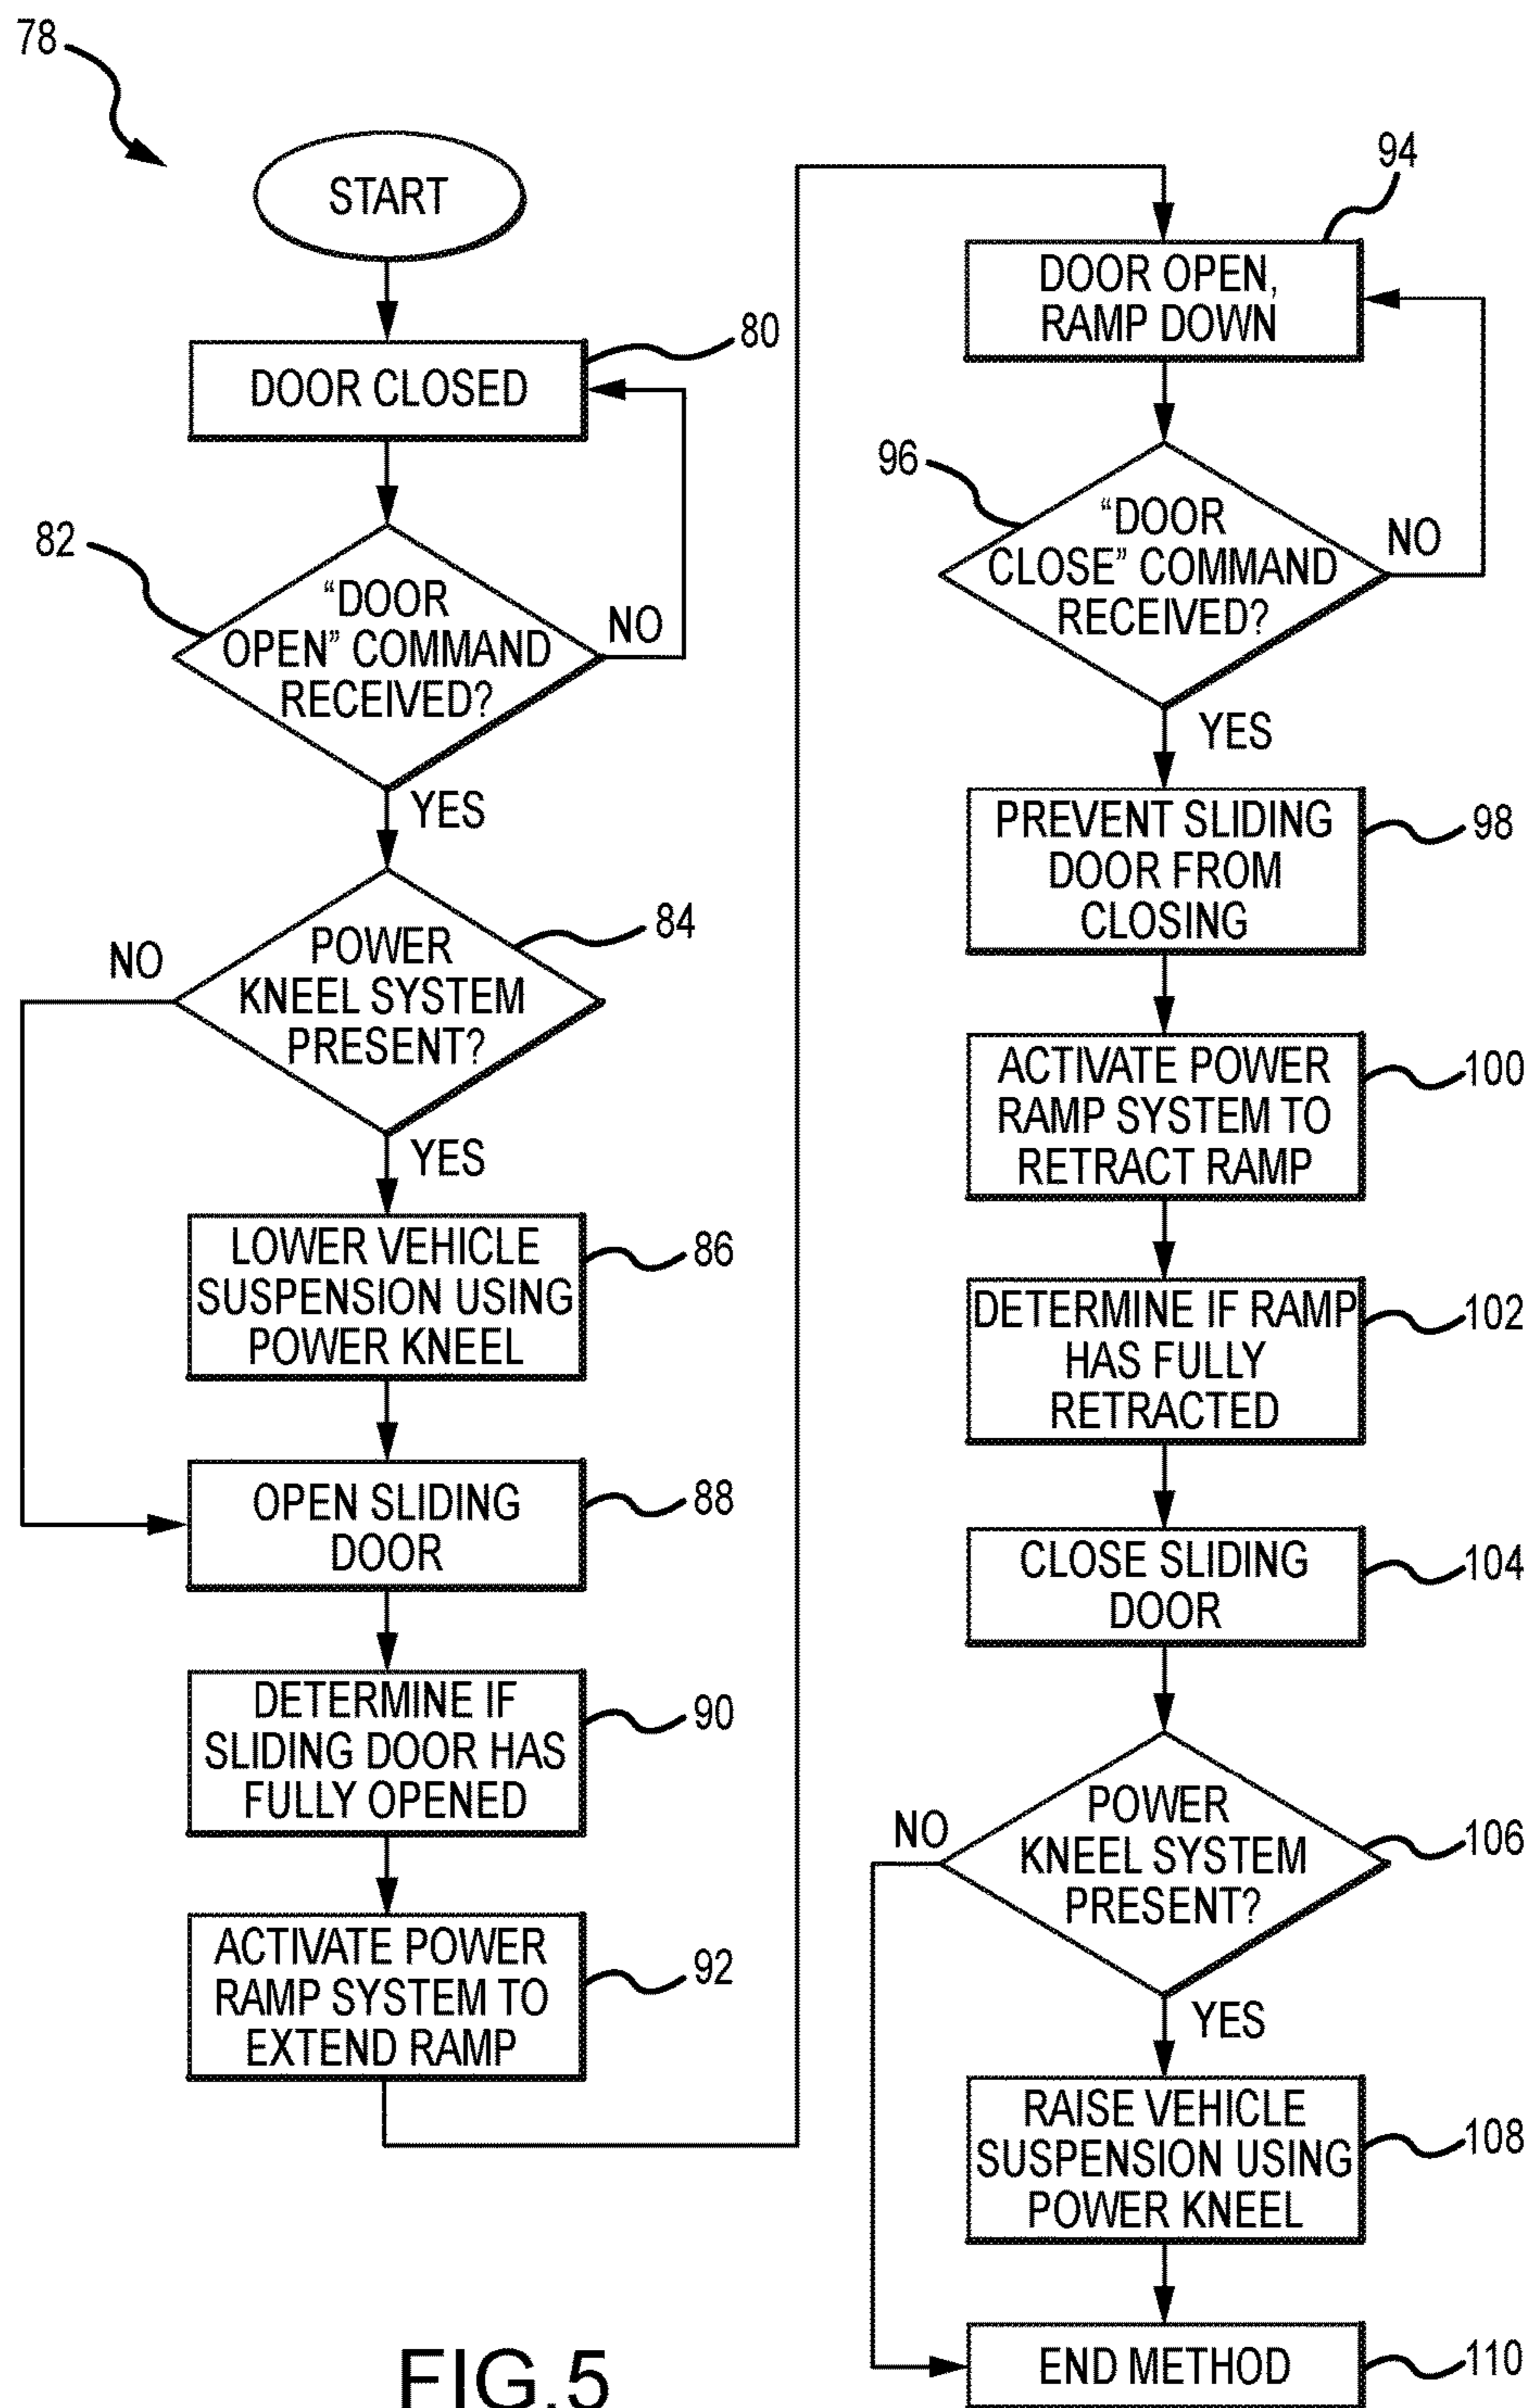 78
START
DOOR CLOSED
80
82
“DOOR
OPEN” COMMAND
RECEIVED?
NO
YES
84
POWER
KNEEL SYSTEM
PRESENT?
NO
YES
LOWER VEHICLE
SUSPENSION USING
POWER KNEEL
86
OPEN SLIDING
DOOR
88
DETERMINE IF
SLIDING DOOR HAS
FULLY OPENED
90
ACTIVATE POWER
RAMP SYSTEM TO
EXTEND RAMP
92
94
DOOR OPEN,
RAMP DOWN
96
“DOOR
CLOSE” COMMAND
RECEIVED?
NO
YES
PREVENT SLIDING
DOOR FROM
CLOSING
98
ACTIVATE POWER
RAMP SYSTEM TO
RETRACT RAMP
100
DETERMINE IF RAMP
HAS FULLY
RETRACTED
102
CLOSE SLIDING
DOOR
104
POWER
KNEEL SYSTEM
PRESENT?
106
NO
YES
RAISE VEHICLE
SUSPENSION USING
POWER KNEEL
108
END METHOD
110
FIG.5